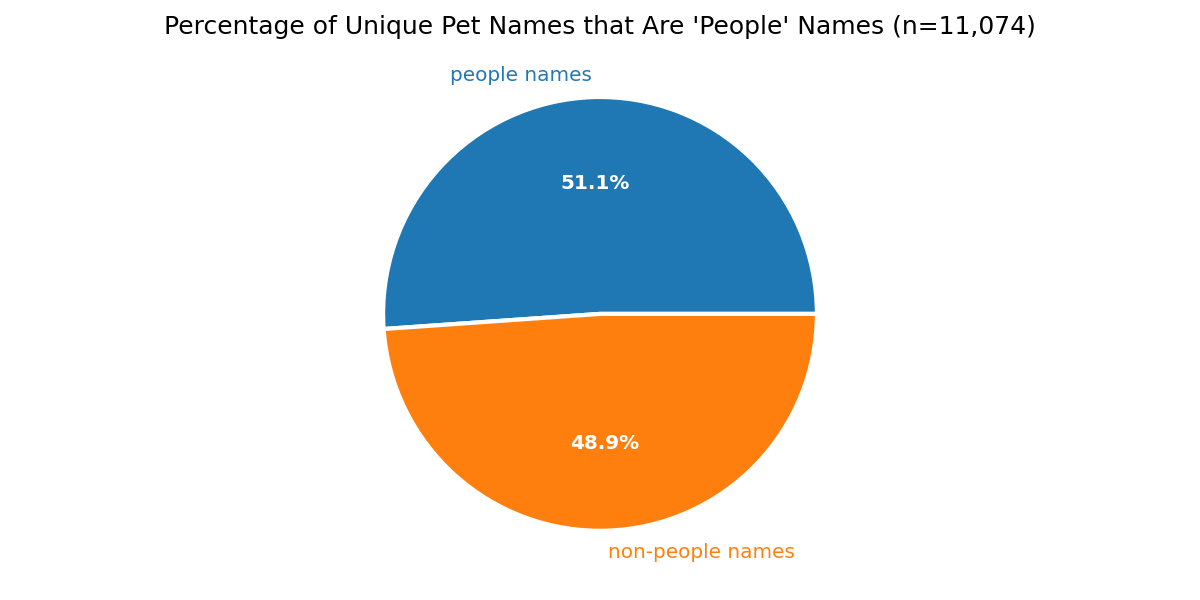 Percentage of Unique Pet Names that Are 'People' Names (n=11,074)
people names
51.1%
48.9%
non-people names